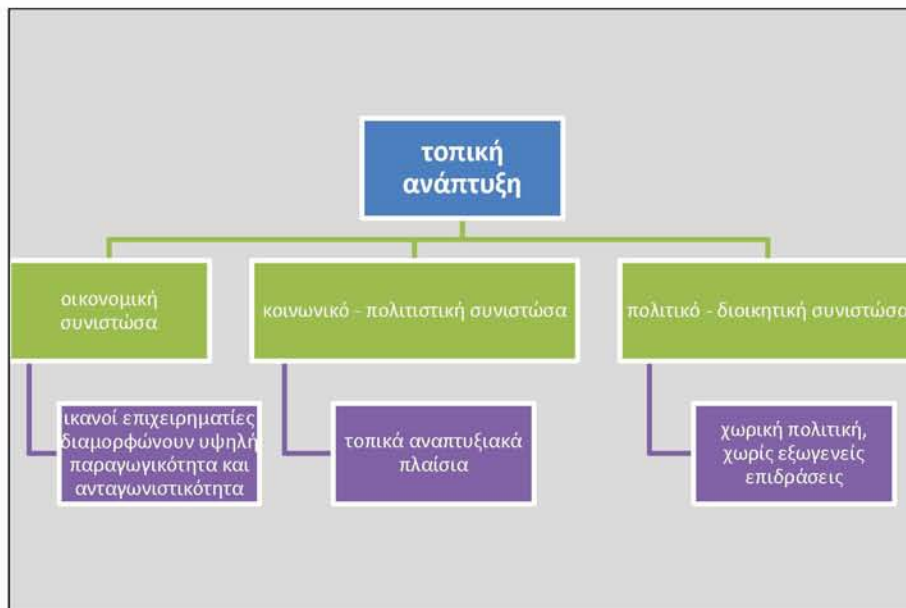 τοπική
ανάπτυξη
οικονομική
συνιστώσα
κοινωνικό - πολιτιστική συνιστώσα
πολιτικό - διοικητική συνιστώσα
ικανοί επιχειρηματίες
διαμορφώνουν υψηλή
παραγωγικότητα και
ανταγωνιστικότητα
τοπικά αναπτυξιακά
πλαίσια
χωρική πολιτική,
χωρίς εξωγενείς
επιδράσεις